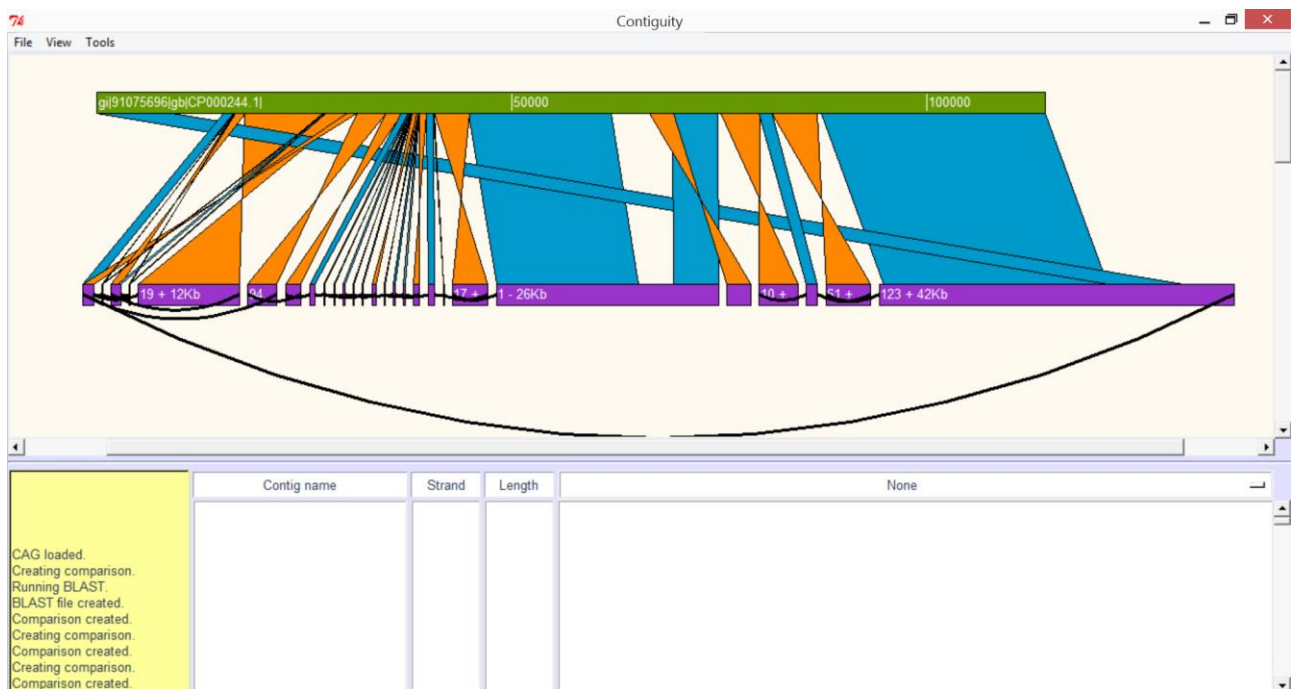 Contiguity
File View Tools
gi|91075696|gb|CP000244.1| |50000 |100000
19 + 12Kb 94 17 + 1 - 26Kb 10 + 51 + 123 + 42Kb
Contig name Strand Length None
CAG loaded.
Creating comparison.
Running BLAST.
BLAST file created.
Comparison created.
Creating comparison.
Comparison created.
Creating comparison.
Comparison created.